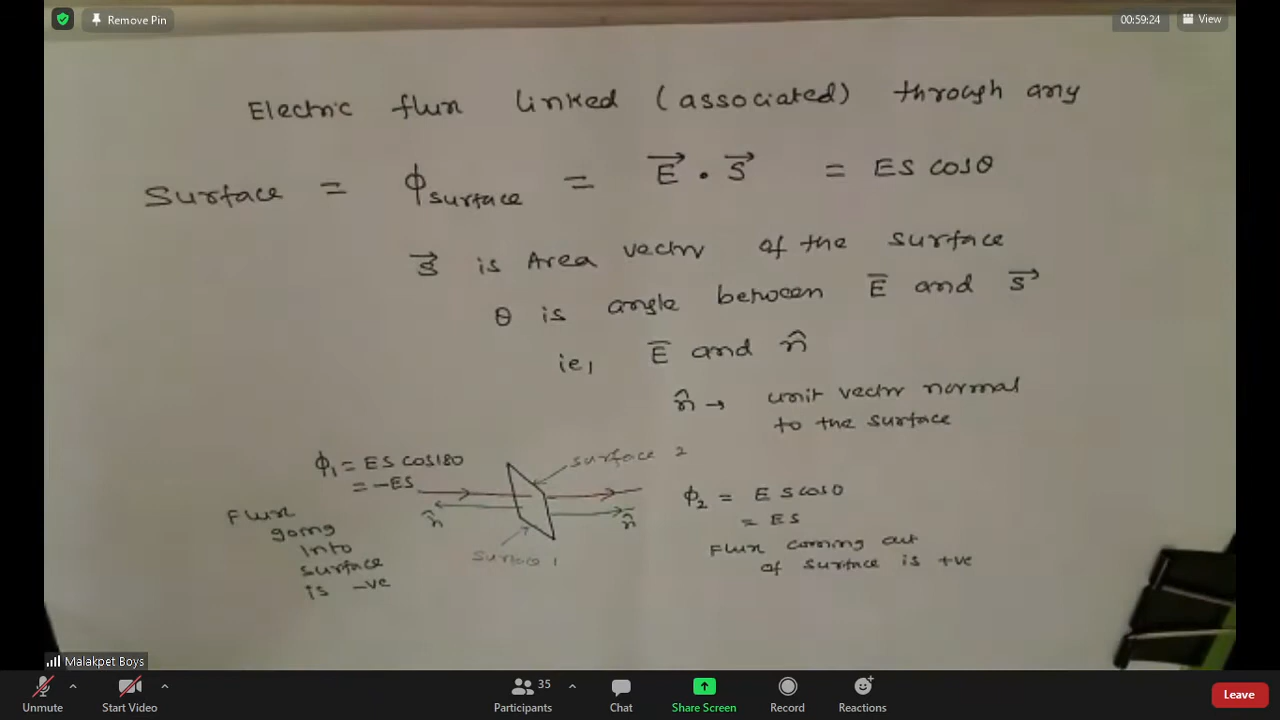 Remove Pin
00:59:24
View
Electric flux linked (associated) through any
Surface = ϕsurface = E⃗ . S⃗ = ES cosθ
S⃗ is Area vector of the surface
θ is angle between E̅ and S⃗
ie, E̅ and n̂
n̂ → unit vector normal
to the surface
ϕ₁ = ES cos180
= -ES
Flux
going
into
surface
is -ve
surface 2
n̂
n̂
Surface 1
ϕ₂ = E S cos0
= ES
Flux coming out
of surface is +ve
Malakpet Boys
Unmute
Start Video
35
Participants
Chat
Share Screen
Record
Reactions
Leave